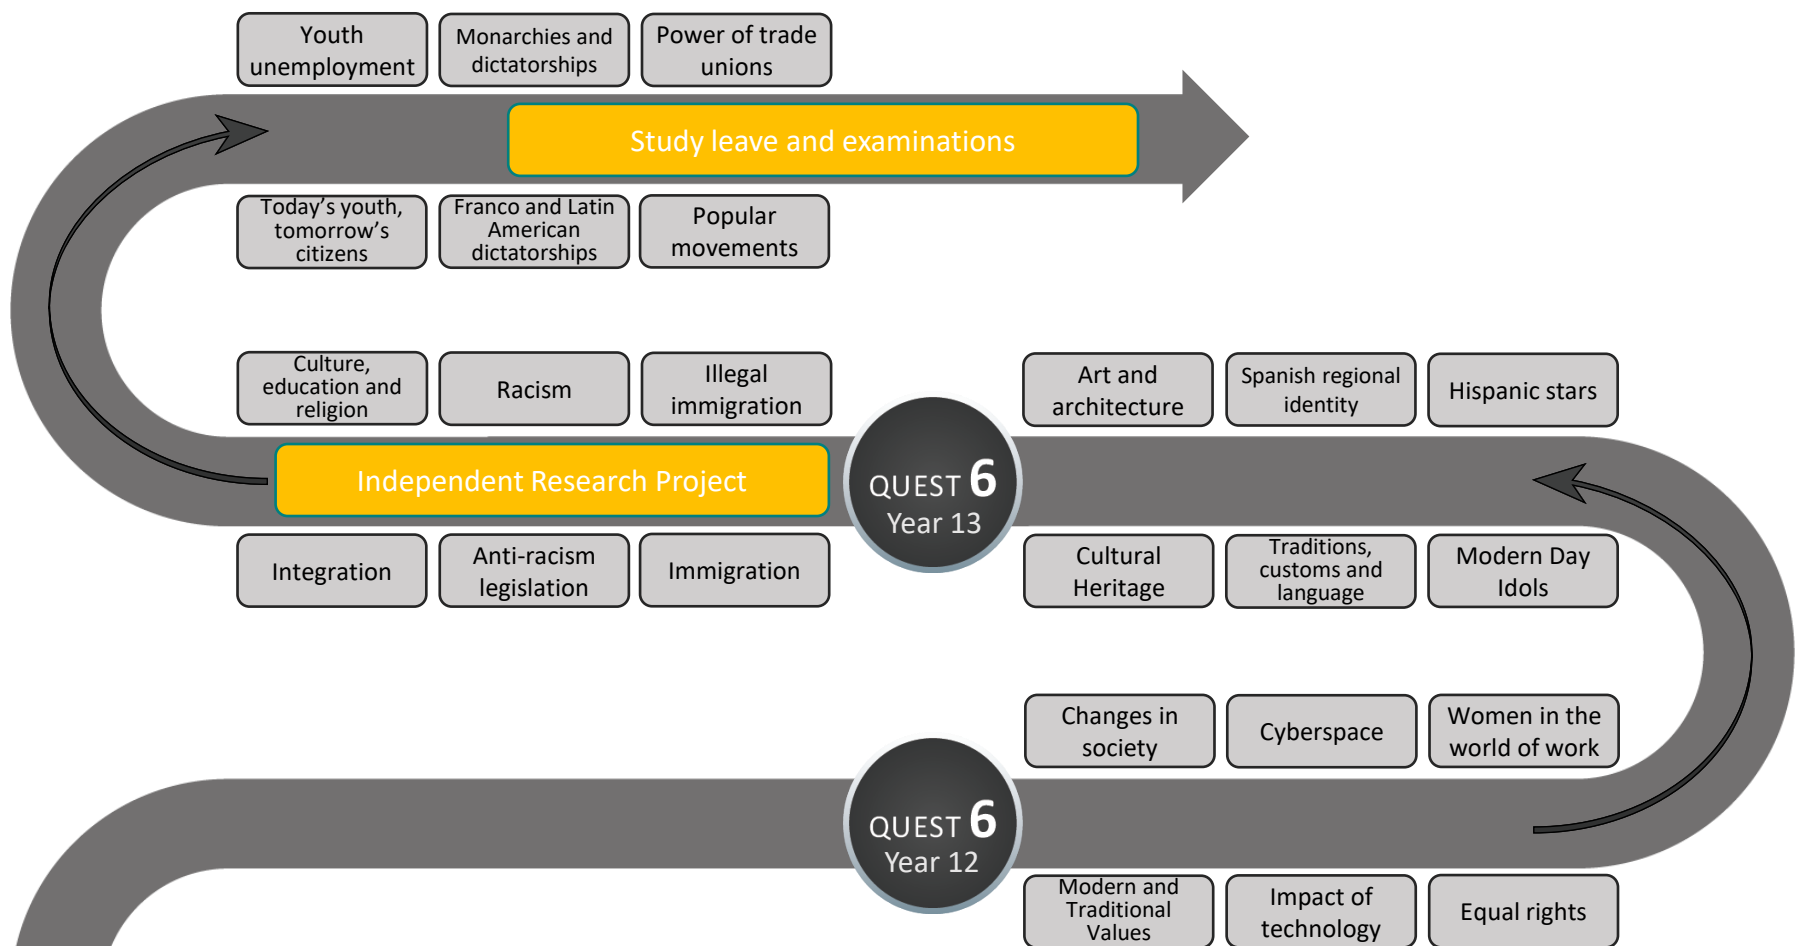 Youth
unemployment
Monarchies and
dictatorships
Power of trade
unions
Study leave and examinations
Today’s youth,
tomorrow’s
citizens
Franco and Latin
American
dictatorships
Popular
movements
Culture,
education and
religion
Racism
Illegal
immigration
Art and
architecture
Spanish regional
identity
Hispanic stars
Independent Research Project
QUEST 6
Year 13
Integration
Anti-racism
legislation
Immigration
Cultural
Heritage
Traditions,
customs and
language
Modern Day
Idols
Changes in
society
Cyberspace
Women in the
world of work
QUEST 6
Year 12
Modern and
Traditional
Values
Impact of
technology
Equal rights